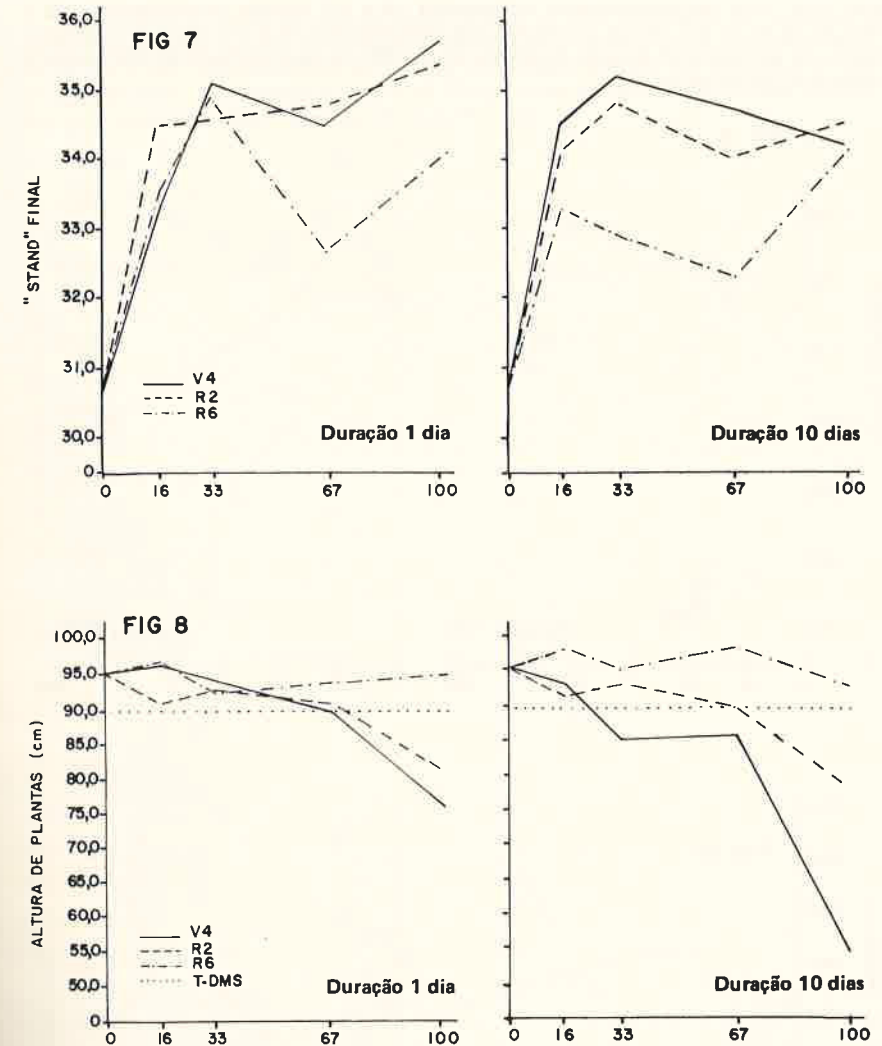 FIG 7
36,0
35,0
34,0
33,0
32,0
31,0
30,0
0
"STAND" FINAL
V4
R2
R6
Duração 1 dia
0 16 33 67 100
Duração 10 dias
0 16 33 67 100
FIG 8
100,0
95,0
90,0
85,0
80,0
75,0
70,0
65,0
60,0
55,0
50,0
0
ALTURA DE PLANTAS (cm)
V4
R2
R6
T-DMS
Duração 1 dia
0 16 33 67 100
Duração 10 dias
0 16 33 67 100